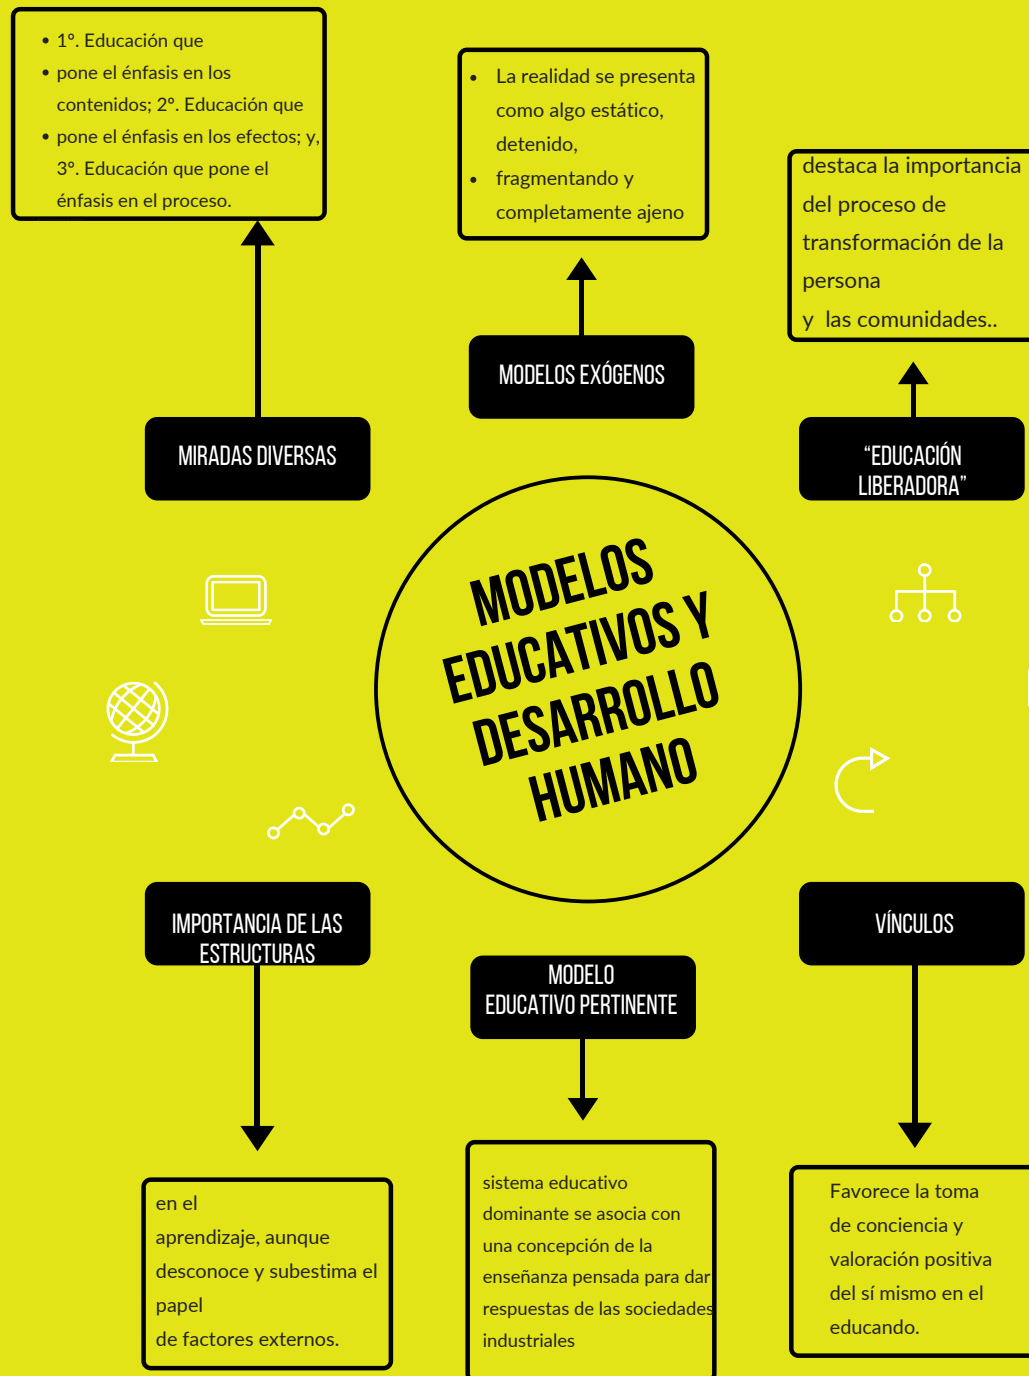 • 1º. Educación que
• pone el énfasis en los
contenidos; 2º. Educación que
• pone el énfasis en los efectos; y,
3º. Educación que pone el
énfasis en el proceso.
• La realidad se presenta
como algo estático,
detenido,
• fragmentando y
completamente ajeno
destaca la importancia
del proceso de
transformación de la
persona
y las comunidades..
MODELOS EXÓGENOS
MIRADAS DIVERSAS
“EDUCACIÓN
LIBERADORA”
MODELOS
EDUCATIVOS Y
DESARROLLO
HUMANO
IMPORTANCIA DE LAS
ESTRUCTURAS
MODELO
EDUCATIVO PERTINENTE
VÍNCULOS
en el
aprendizaje, aunque
desconoce y subestima el
papel
de factores externos.
sistema educativo
dominante se asocia con
una concepción de la
enseñanza pensada para dar
respuestas de las sociedades
industriales
Favorece la toma
de conciencia y
valoración positiva
del sí mismo en el
educando.